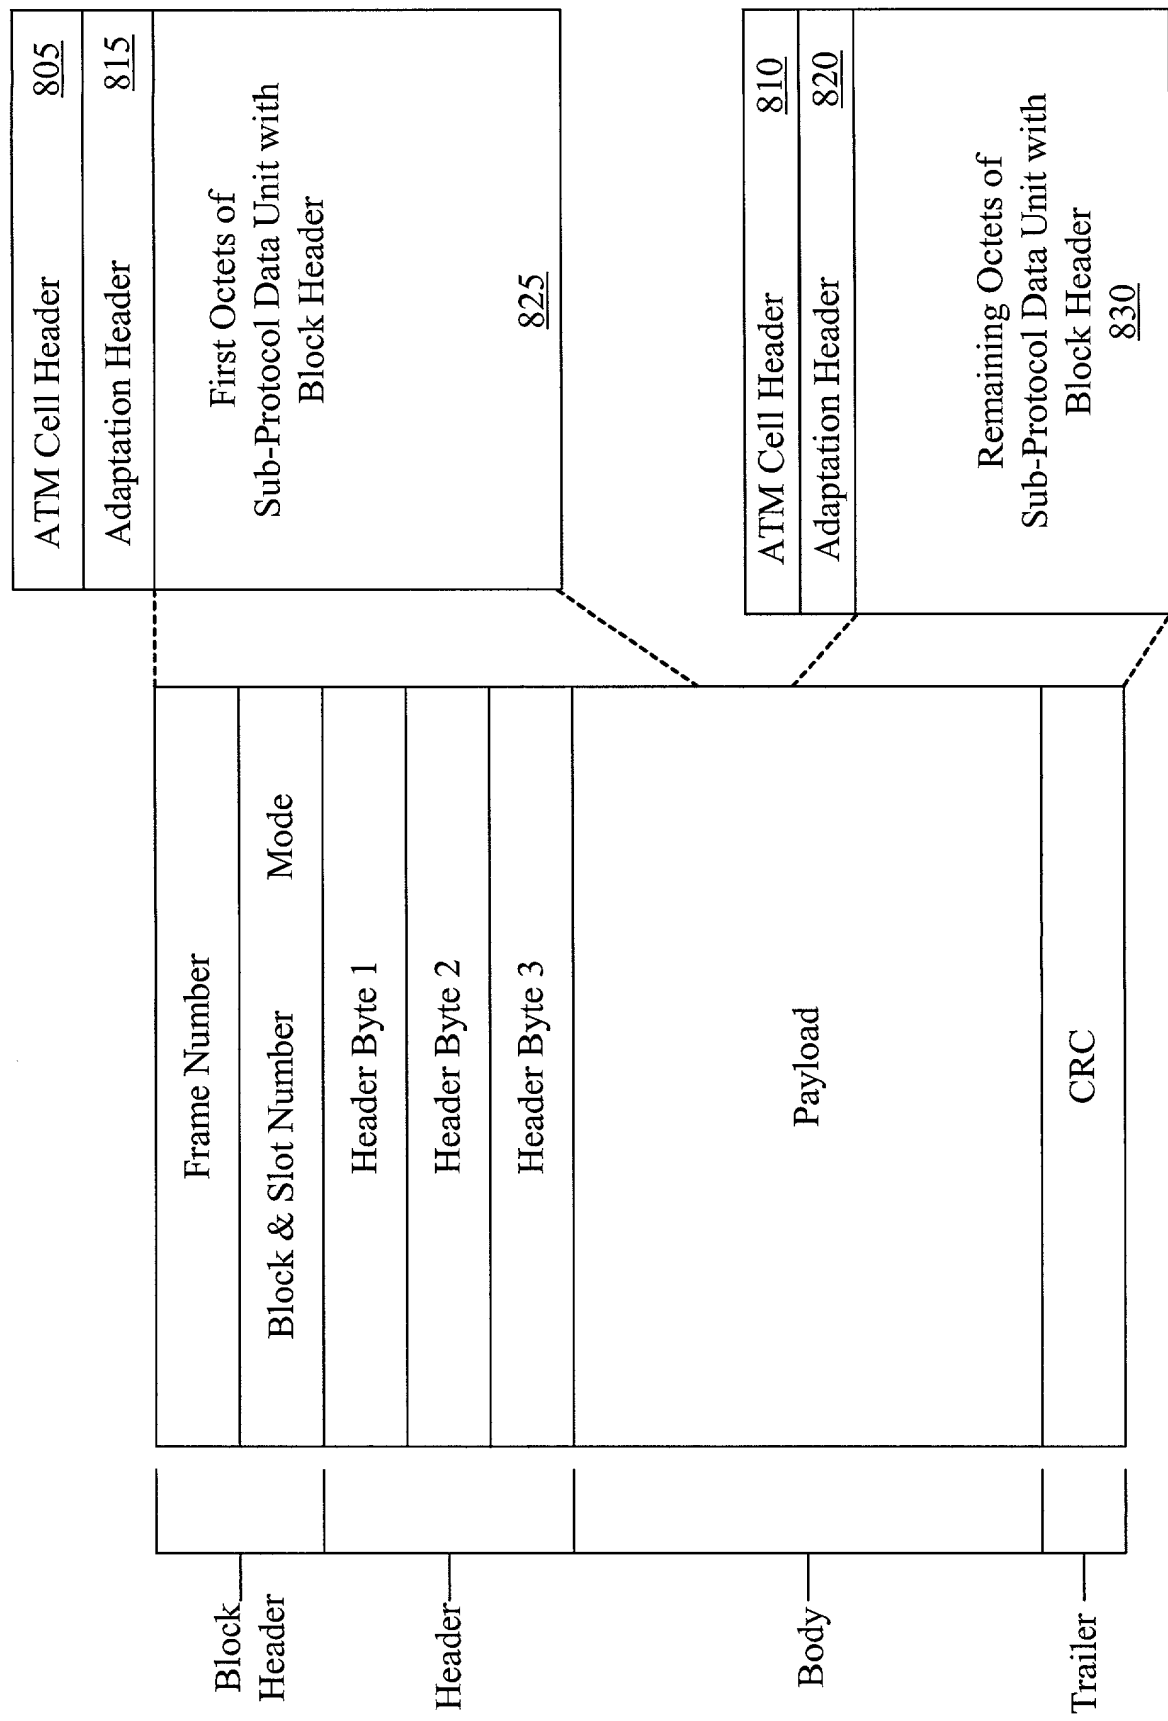 Block
Header
Header
Body
Trailer
Frame Number
Block & Slot Number Mode
Header Byte 1
Header Byte 2
Header Byte 3
Payload
CRC
ATM Cell Header 805
Adaptation Header 815
First Octets of
Sub-Protocol Data Unit with
Block Header
825
ATM Cell Header 810
Adaptation Header 820
Remaining Octets of
Sub-Protocol Data Unit with
Block Header
830